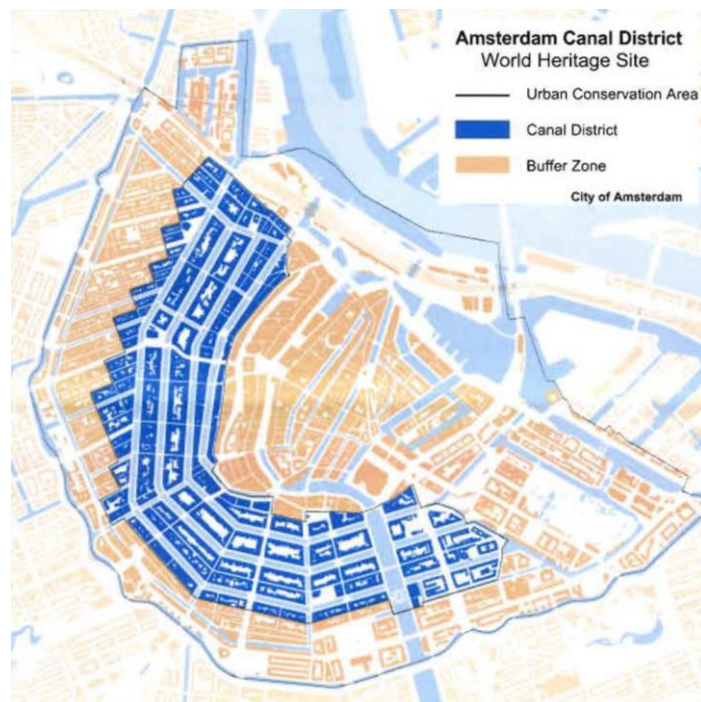 Amsterdam Canal District
World Heritage Site
Urban Conservation Area
Canal District
Buffer Zone
City of Amsterdam